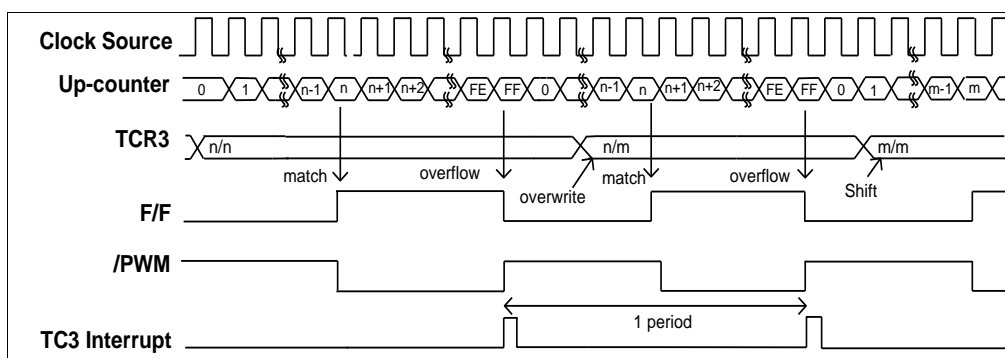 Clock Source
Up-counter 0 1 n-1 n n+1 n+2 FE FF 0 n-1 n n+1 n+2 FE FF 0 1 m-1 m
TCR3 n/n n/m m/m
match overflow overwrite match overflow Shift
F/F
/PWM
1 period
TC3 Interrupt